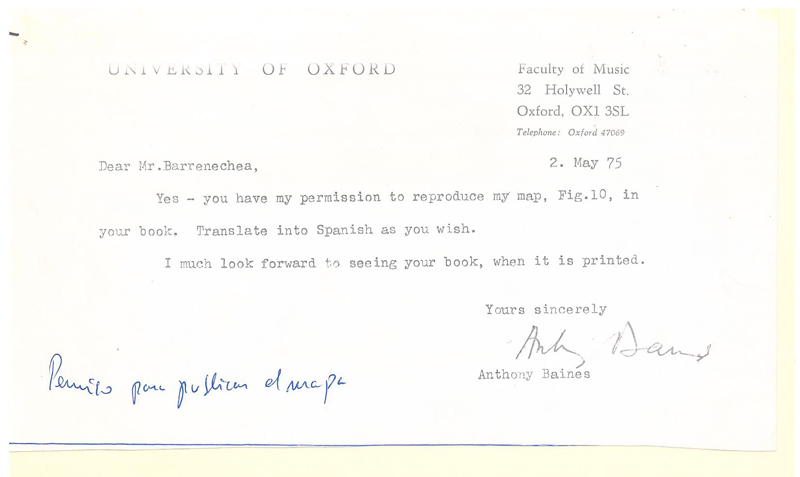 UNIVERSITY OF OXFORD
Faculty of Music
32 Holywell St.
Oxford, OX1 3SL
Telephone: Oxford 47069
Dear Mr.Barrenechea,
2. May 75
Yes - you have my permission to reproduce my map, Fig.10, in
your book. Translate into Spanish as you wish.
I much look forward to seeing your book, when it is printed.
Yours sincerely
Anthony Baines
Anthony Baines
Permiso para publicar el mapa